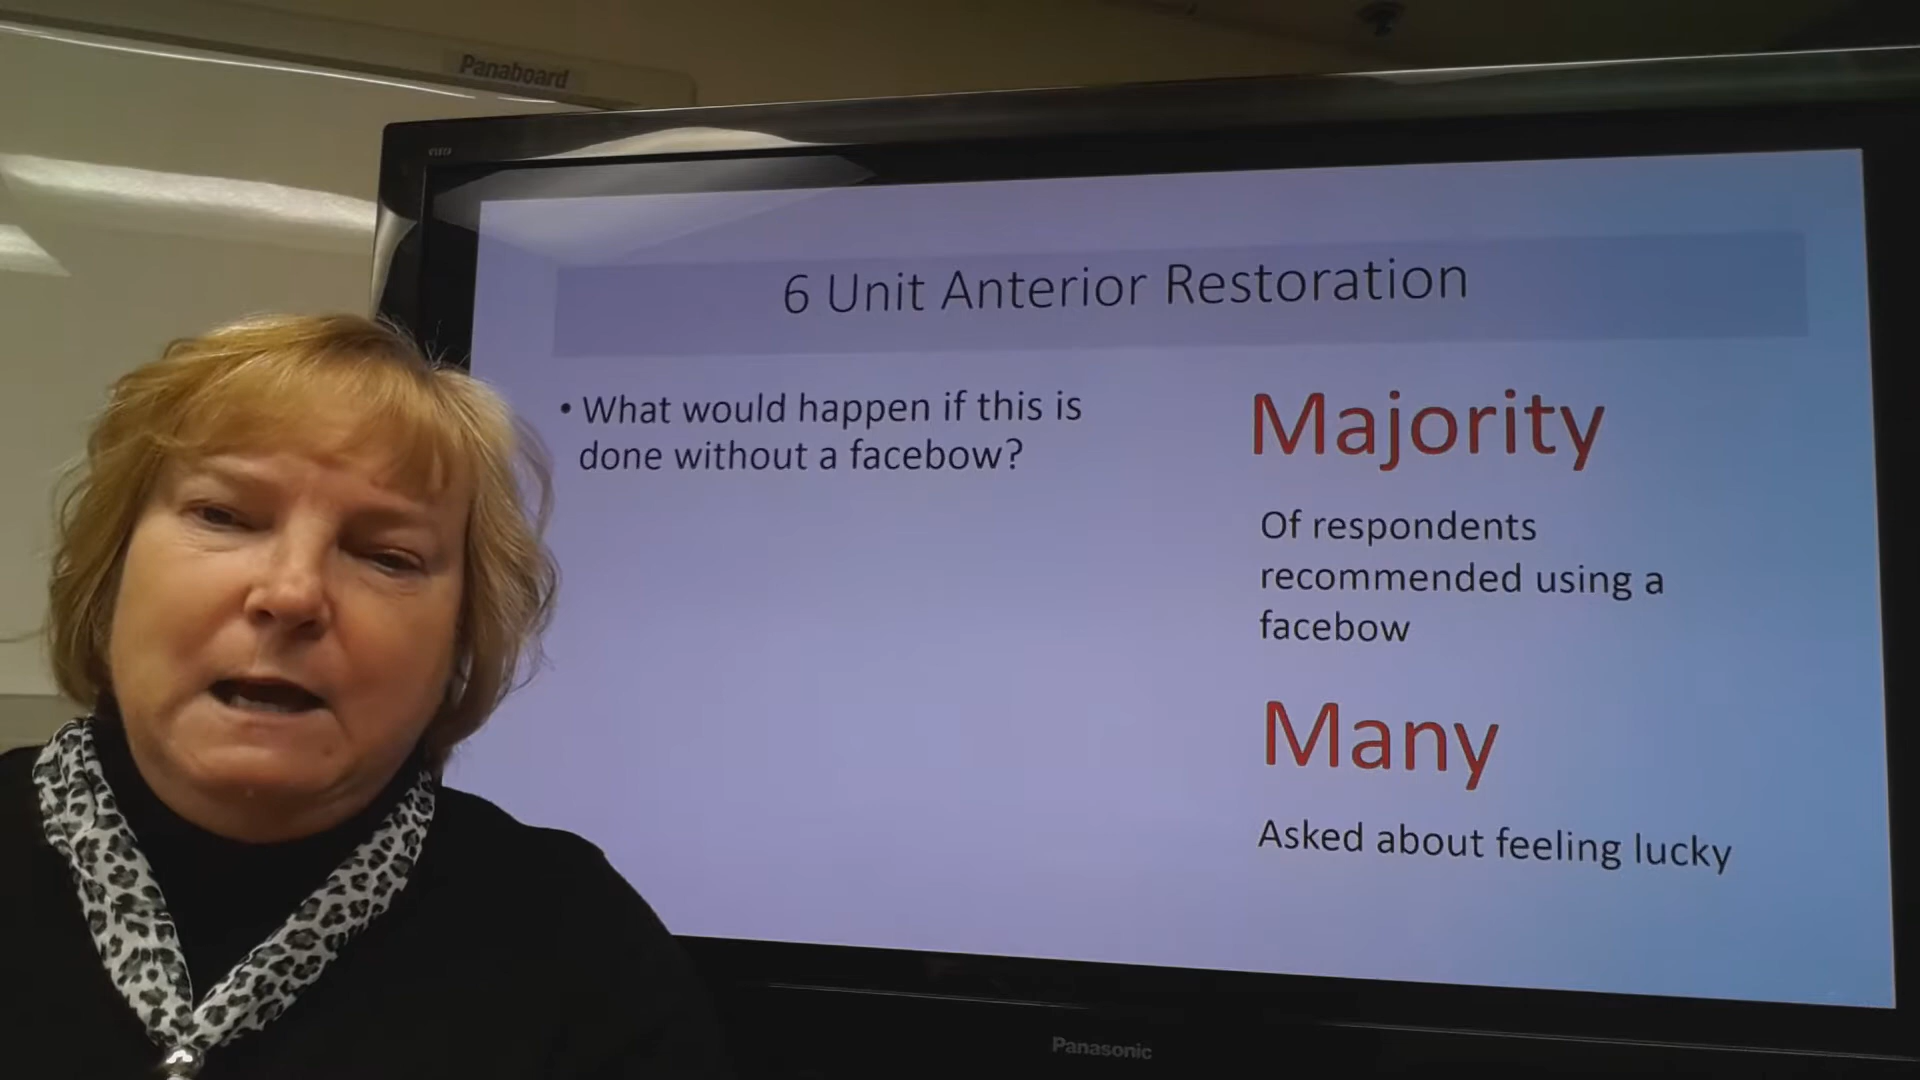 Panaboard
VIERA
6 Unit Anterior Restoration
• What would happen if this is
done without a facebow?
Majority
Of respondents
recommended using a
facebow
Many
Asked about feeling lucky
Panasonic